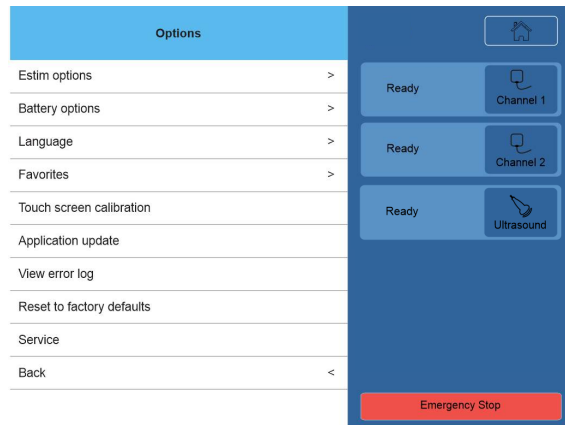 Options
Estim options >
Battery options >
Language >
Favorites >
Touch screen calibration
Application update
View error log
Reset to factory defaults
Service
Back <
Ready
Channel 1
Ready
Channel 2
Ready
Ultrasound
Emergency Stop